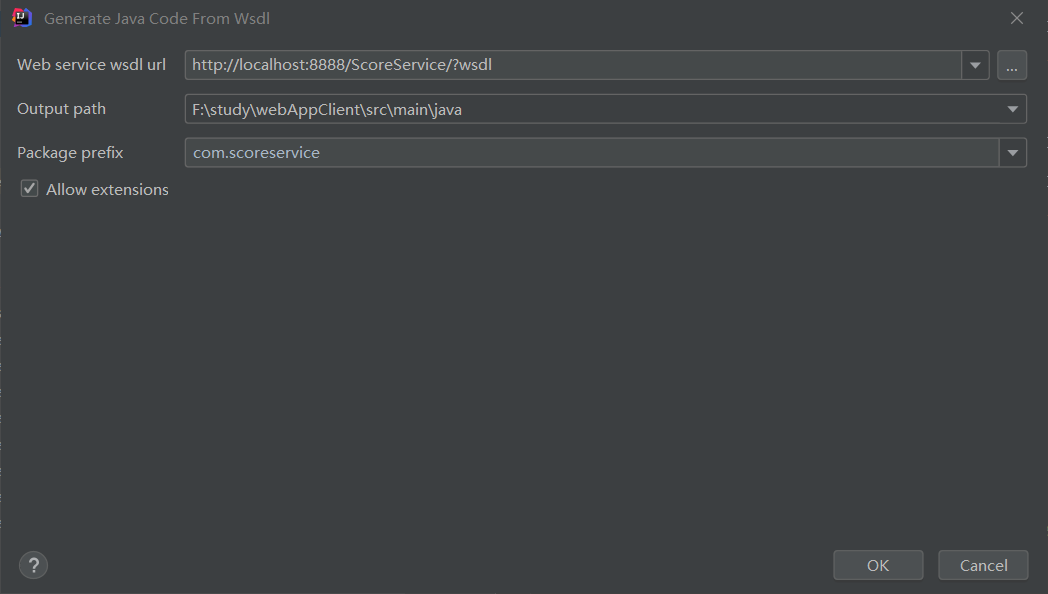 Generate Java Code From Wsdl
Web service wsdl url http://localhost:8888/ScoreService/?wsdl ...
Output path F:\study\webAppClient\src\main\java
Package prefix com.scoreservice
Allow extensions
? OK Cancel